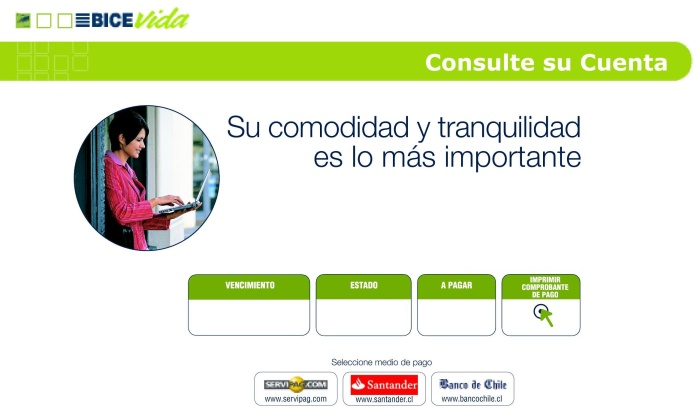 BICE Vida
Consulte su Cuenta
Su comodidad y tranquilidad
es lo más importante
VENCIMIENTO
ESTADO
A PAGAR
IMPRIMIR
COMPROBANTE
DE PAGO
Seleccione medio de pago
SERVIPAG.COM
www.servipag.com
Santander
www.santander.cl
Banco de Chile
www.bancochile.cl